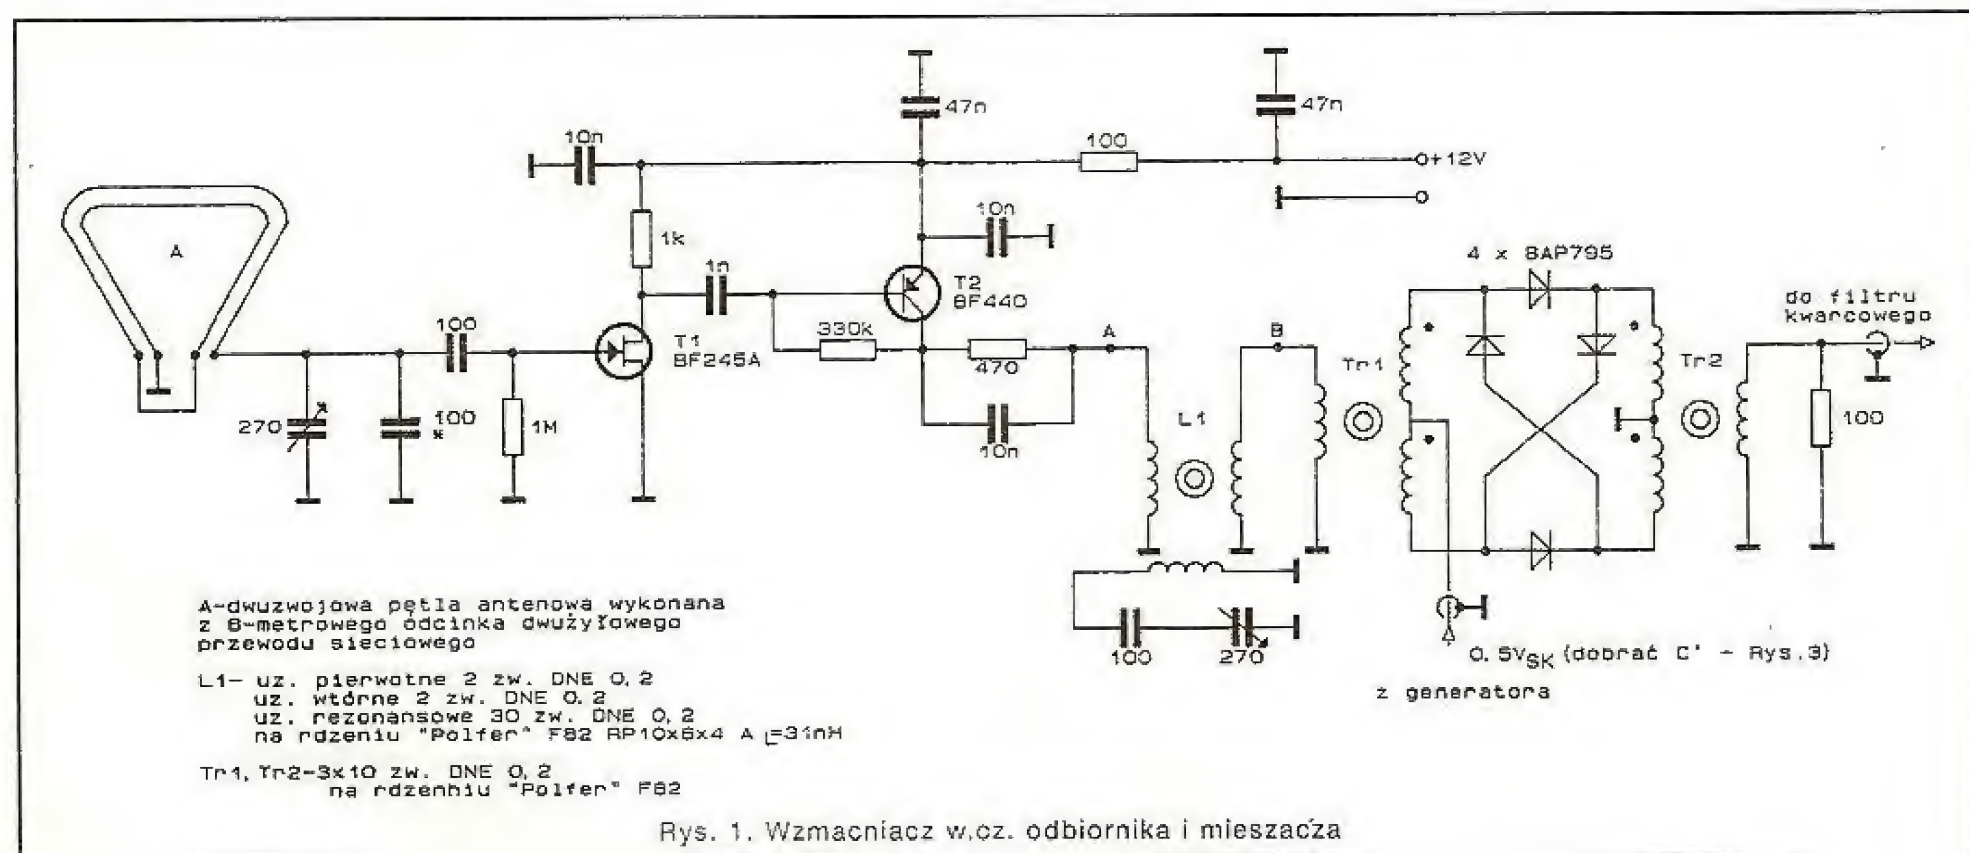 47n
47n
10n
100
+12V
A
1k
10n
1n
T2
BF440
4 x BAP795
do filtru
kwarcowego
100
T1
BF245A
330k
470
A
B
Tr1
Tr2
270
100
*
1M
10n
L1
100
100
270
0.5VSK (dobrać C' - Rys.3)
z generatora
A-dwuzwojowa pętla antenowa wykonana
z 6-metrowego odcinka dwużyłowego
przewodu sieciowego
L1- uz. pierwotne 2 zw. DNE 0,2
uz. wtórne 2 zw. DNE 0,2
uz. rezonansowe 30 zw. DNE 0,2
na rdzeniu "Polfer" F82 RP10x6x4 AL=31nH
Tr1, Tr2-3x10 zw. DNE 0,2
na rdzenhiu "Polfer" F82
Rys. 1. Wzmacniacz w.cz. odbiornika i mieszacza